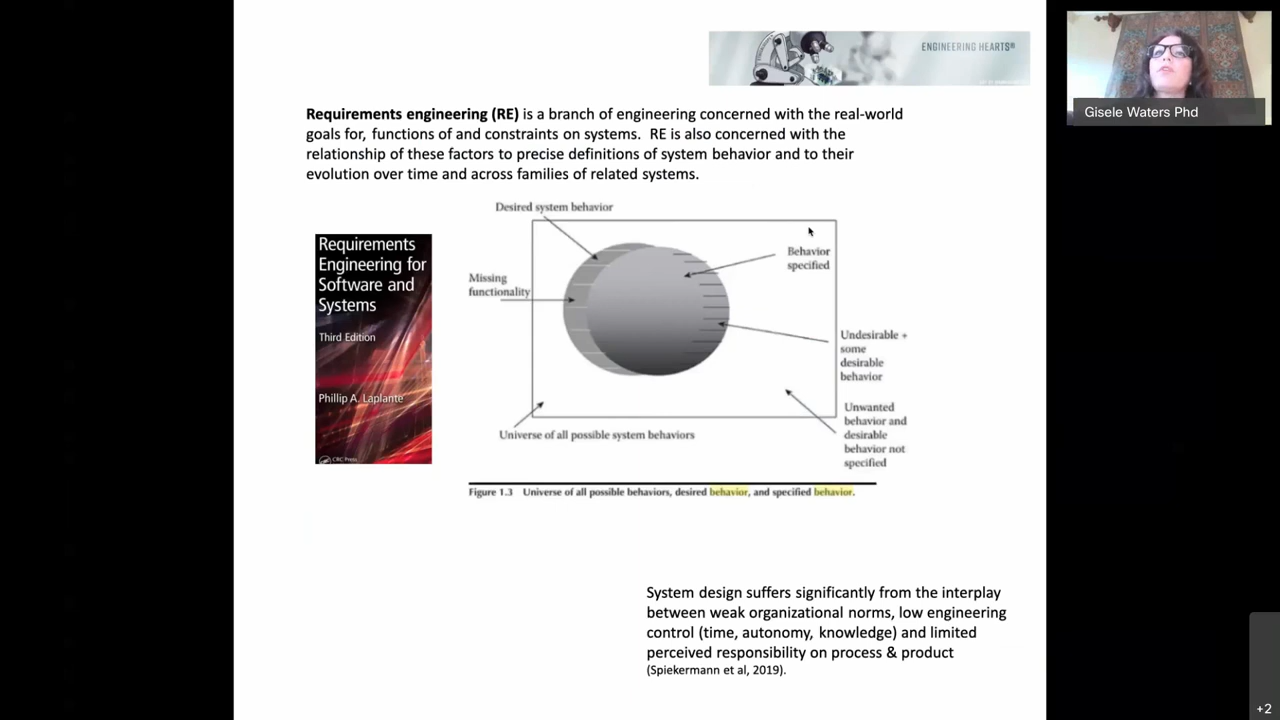 ENGINEERING HEARTS®
Gisele Waters Phd
Requirements engineering (RE) is a branch of engineering concerned with the real-world
goals for, functions of and constraints on systems. RE is also concerned with the
relationship of these factors to precise definitions of system behavior and to their
evolution over time and across families of related systems.
Requirements
Engineering for
Software and
Systems
Third Edition
Phillip A. Laplante
CRC Press
Desired system behavior
Behavior
specified
Missing
functionality
Undesirable +
some
desirable
behavior
Unwanted
behavior and
desirable
behavior not
specified
Universe of all possible system behaviors
Figure 1.3 Universe of all possible behaviors, desired behavior, and specified behavior.
System design suffers significantly from the interplay
between weak organizational norms, low engineering
control (time, autonomy, knowledge) and limited
perceived responsibility on process & product
(Spiekermann et al, 2019).
+2